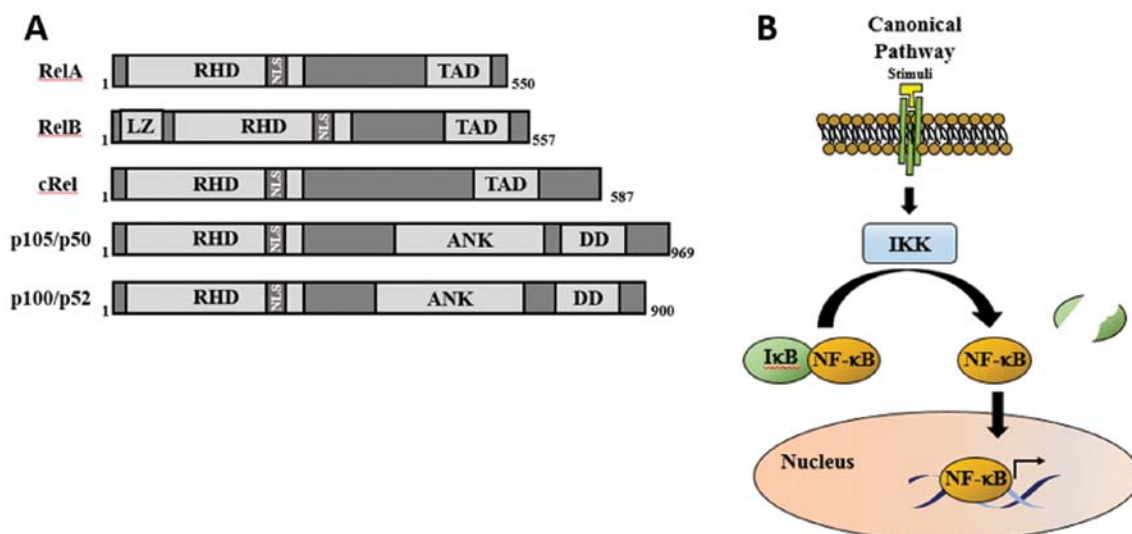 A
RelA
1 RHD NLS TAD 550
RelB
1 LZ RHD NLS TAD 557
cRel
1 RHD NLS TAD 587
p105/p50
1 RHD NLS ANK DD 969
p100/p52
1 RHD NLS ANK DD 900
B
Canonical
Pathway
Stimuli
IKK
IκB NF-κB
NF-κB
Nucleus
NF-κB